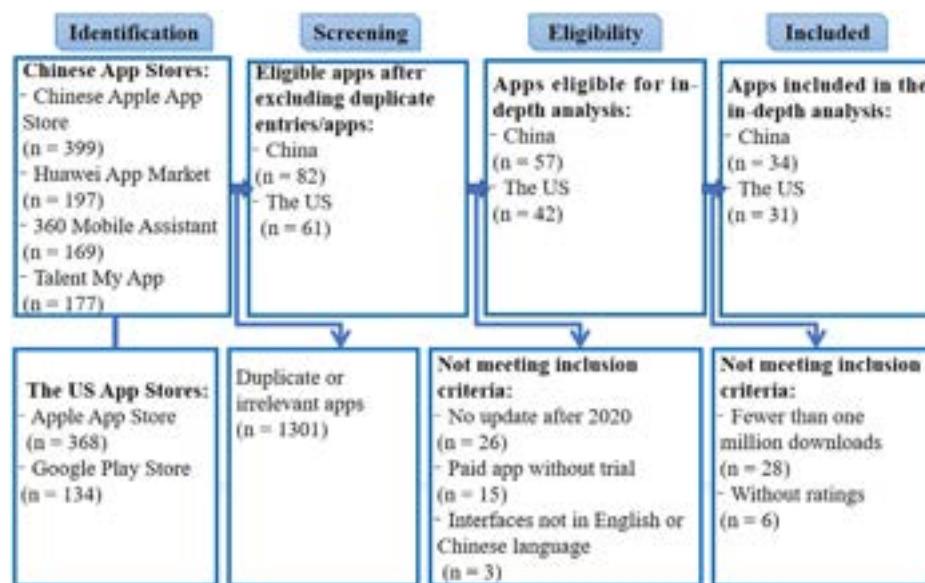 Identification
Screening
Eligibility
Included
Chinese App Stores:
- Chinese Apple App
Store
(n = 399)
- Huawei App Market
(n = 197)
- 360 Mobile Assistant
(n = 169)
- Talent My App
(n = 177)
Eligible apps after
excluding duplicate
entries/apps:
- China
(n = 82)
- The US
(n = 61)
Apps eligible for in-
depth analysis:
- China
(n = 57)
- The US
(n = 42)
Apps included in the
in-depth analysis:
- China
(n = 34)
- The US
(n = 31)
The US App Stores:
- Apple App Store
(n = 368)
- Google Play Store
(n = 134)
Duplicate or
irrelevant apps
(n = 1301)
Not meeting inclusion
criteria:
- No update after 2020
(n = 26)
- Paid app without trial
(n = 15)
- Interfaces not in English or
Chinese language
(n = 3)
Not meeting inclusion
criteria:
- Fewer than one
million downloads
(n = 28)
- Without ratings
(n = 6)